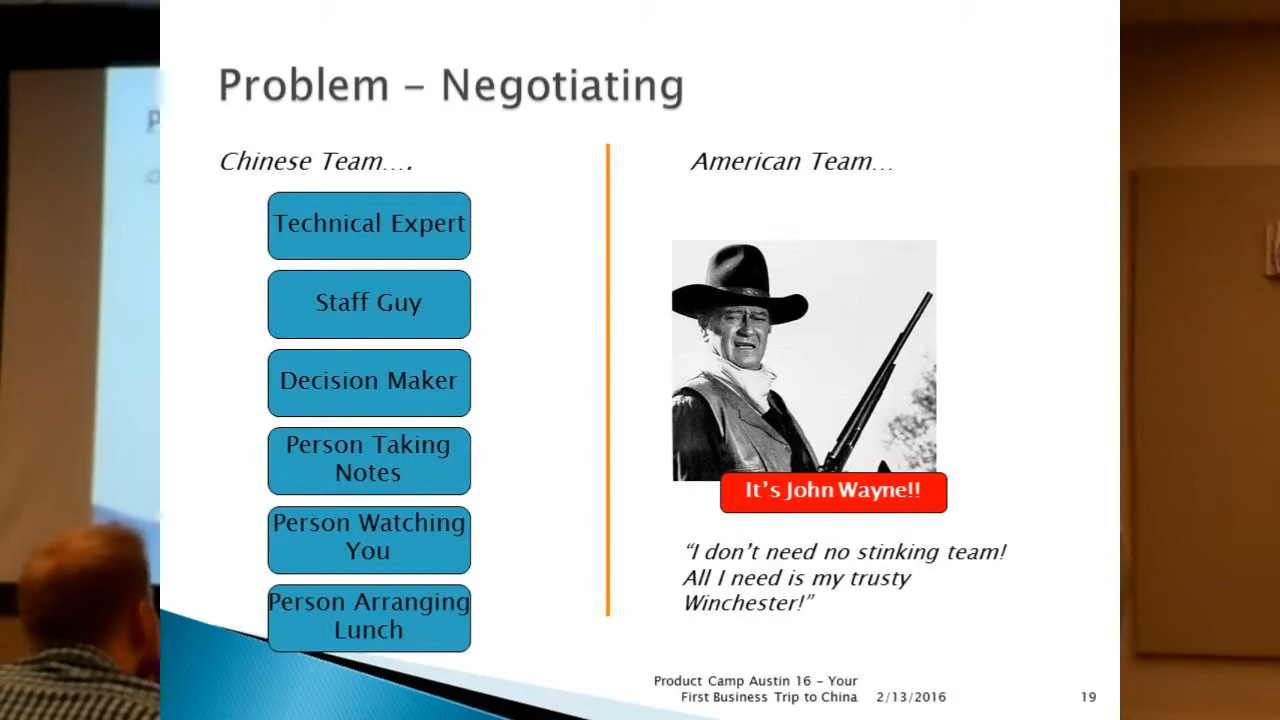 Problem – Negotiating
Chinese Team….
Technical Expert
Staff Guy
Decision Maker
Person Taking
Notes
Person Watching
You
Person Arranging
Lunch
American Team…
It’s John Wayne!!
“I don’t need no stinking team!
All I need is my trusty
Winchester!”
Product Camp Austin 16 – Your
First Business Trip to China
2/13/2016
19